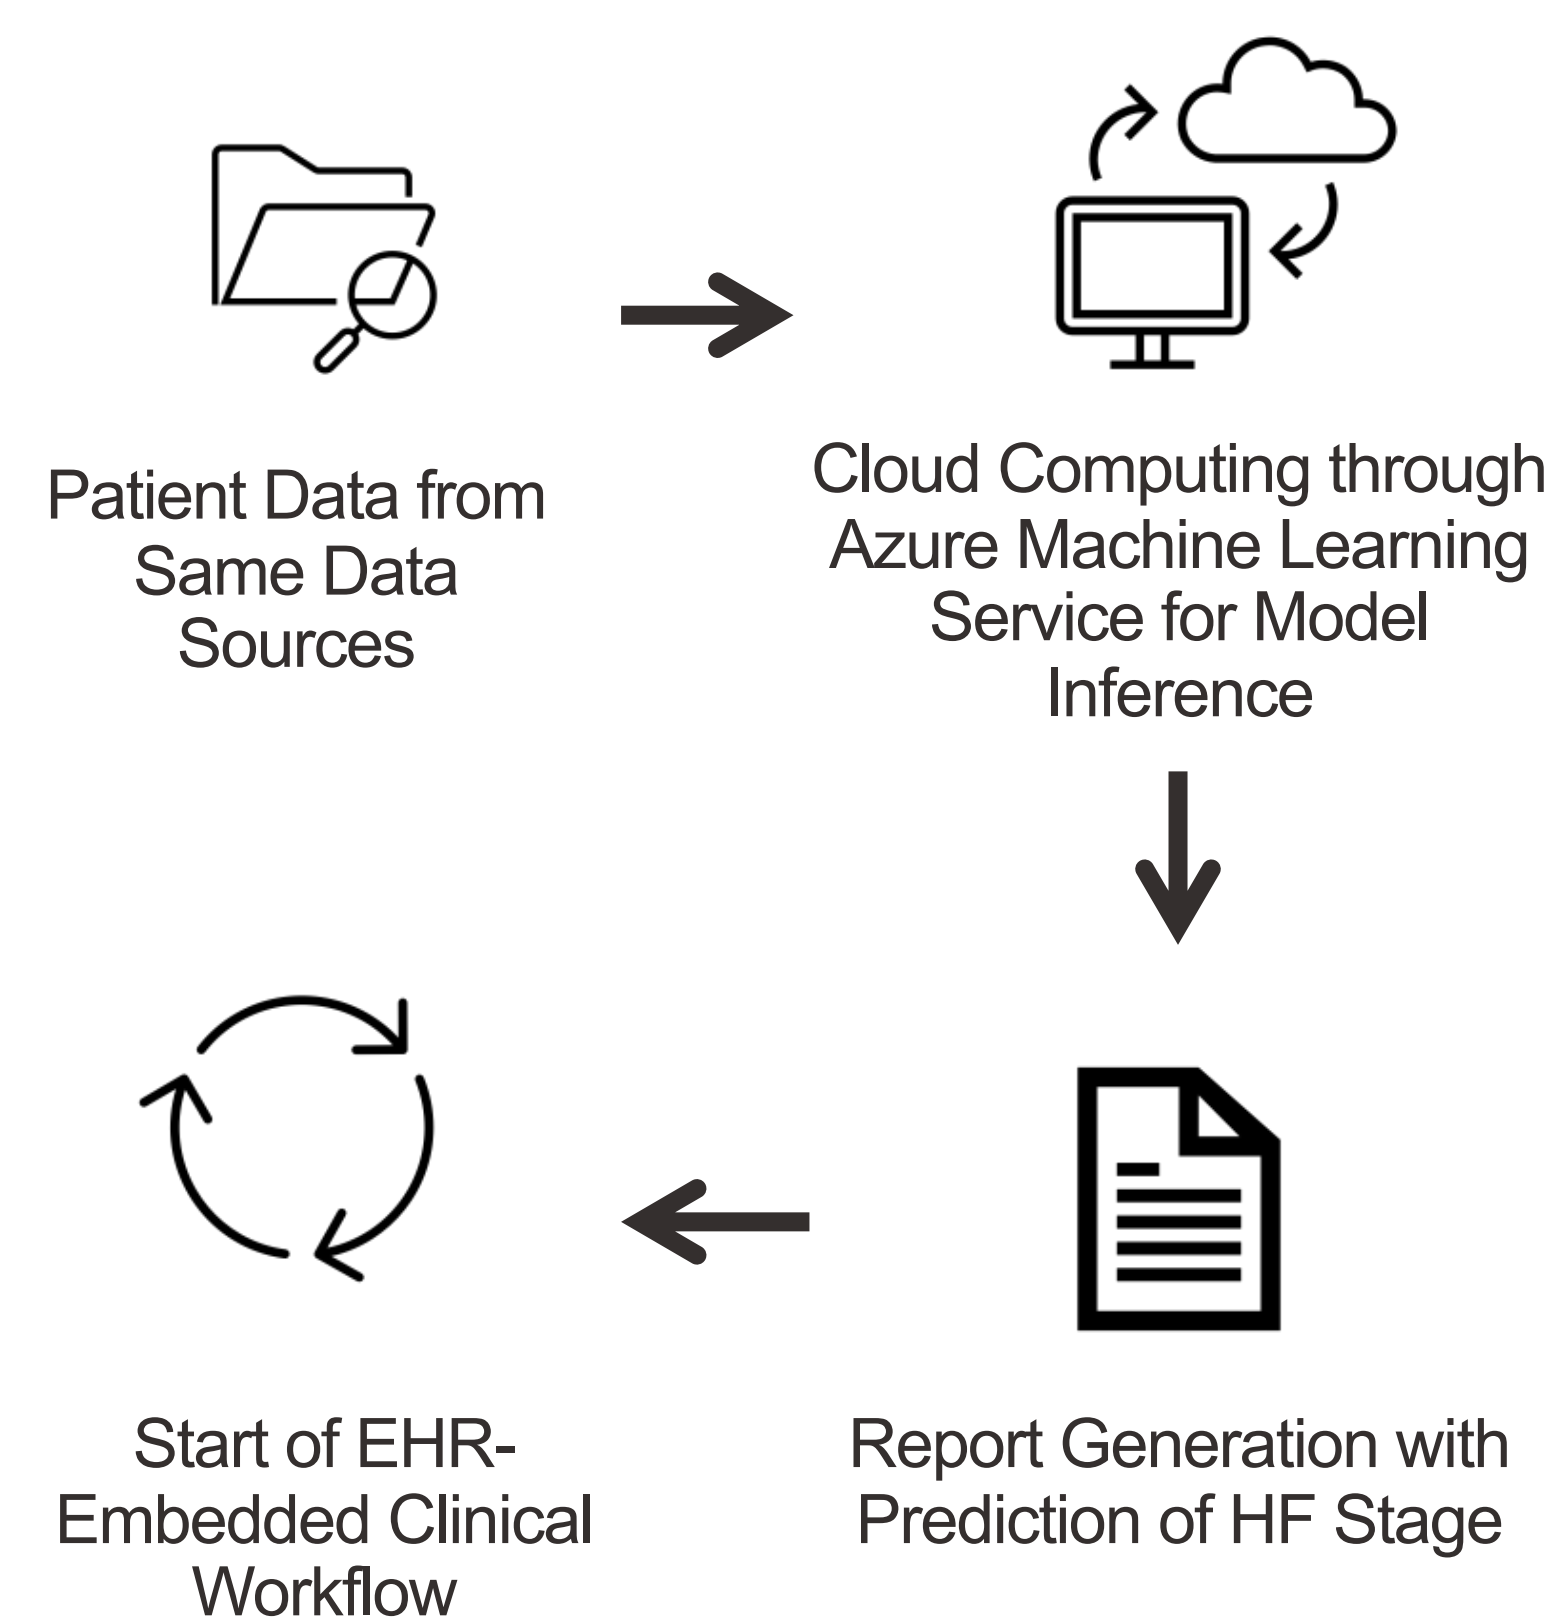 Patient Data from
Same Data
Sources
Cloud Computing through
Azure Machine Learning
Service for Model
Inference
Start of EHR-
Embedded Clinical
Workflow
Report Generation with
Prediction of HF Stage